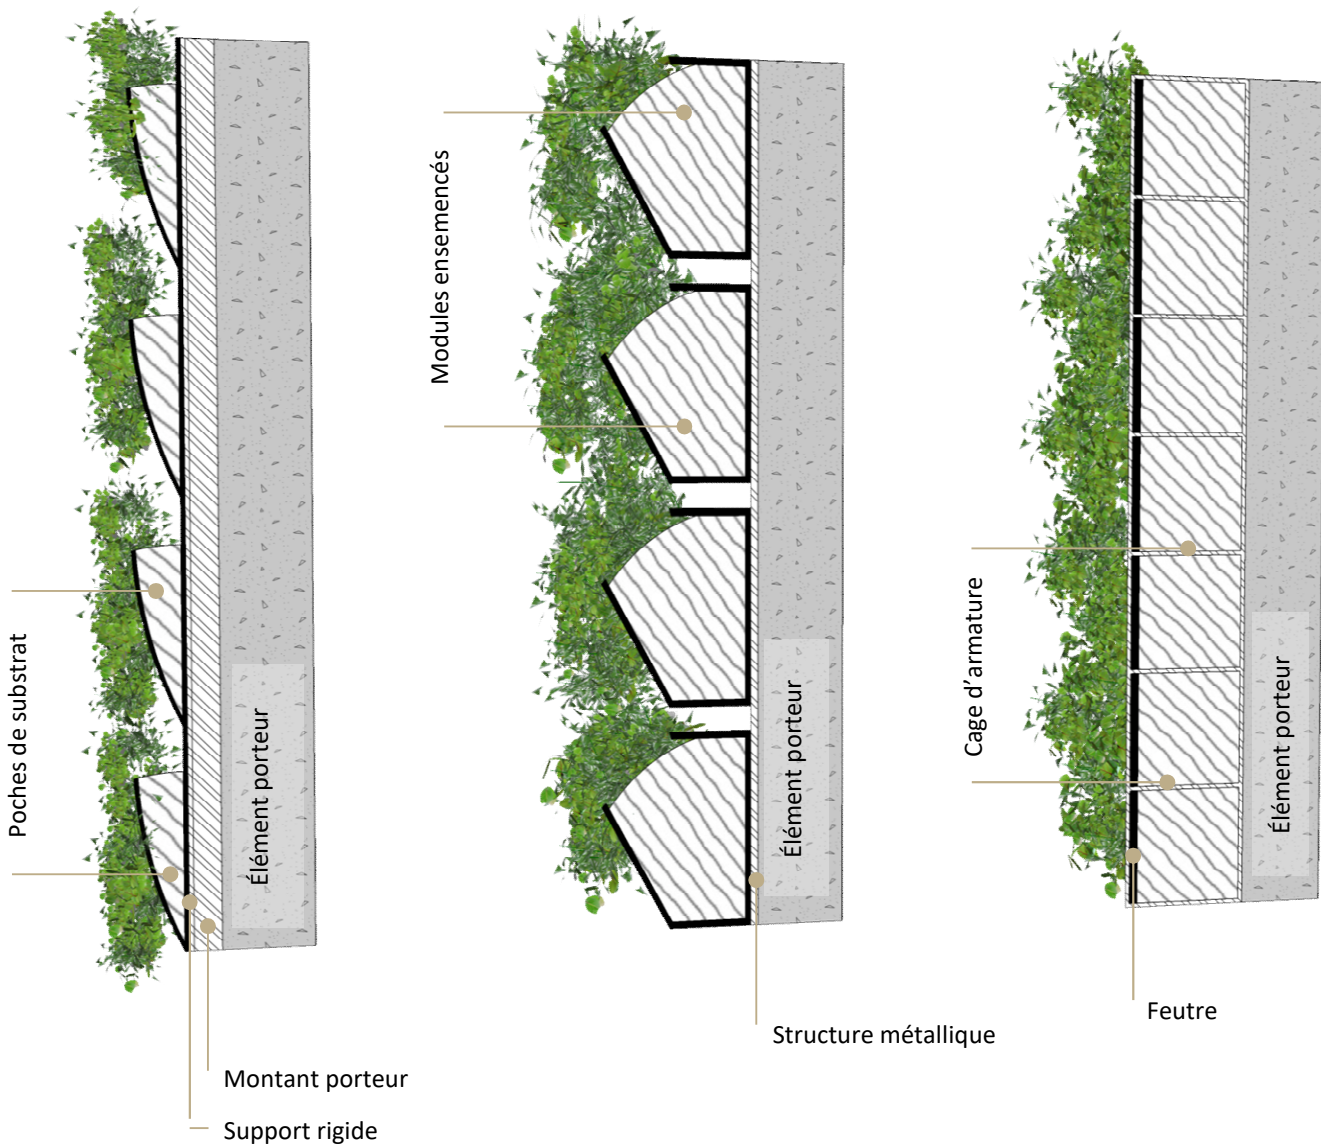 Poches de substrat
Élément porteur
Montant porteur
Support rigide
Modules ensemencés
Élément porteur
Structure métallique
Cage d’armature
Élément porteur
Feutre